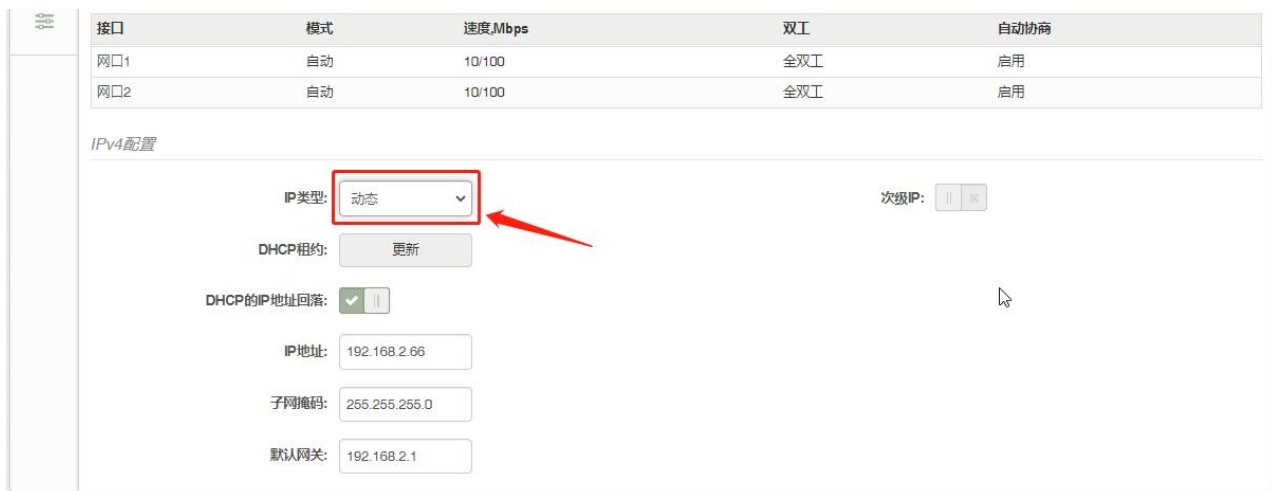 接口 模式 速度,Mbps 双工 自动协商
网口1 自动 10/100 全双工 启用
网口2 自动 10/100 全双工 启用
IPv4配置
IP类型: 动态 次级IP:
DHCP租约: 更新
DHCP的IP地址回落:
IP地址: 192.168.2.66
子网掩码: 255.255.255.0
默认网关: 192.168.2.1